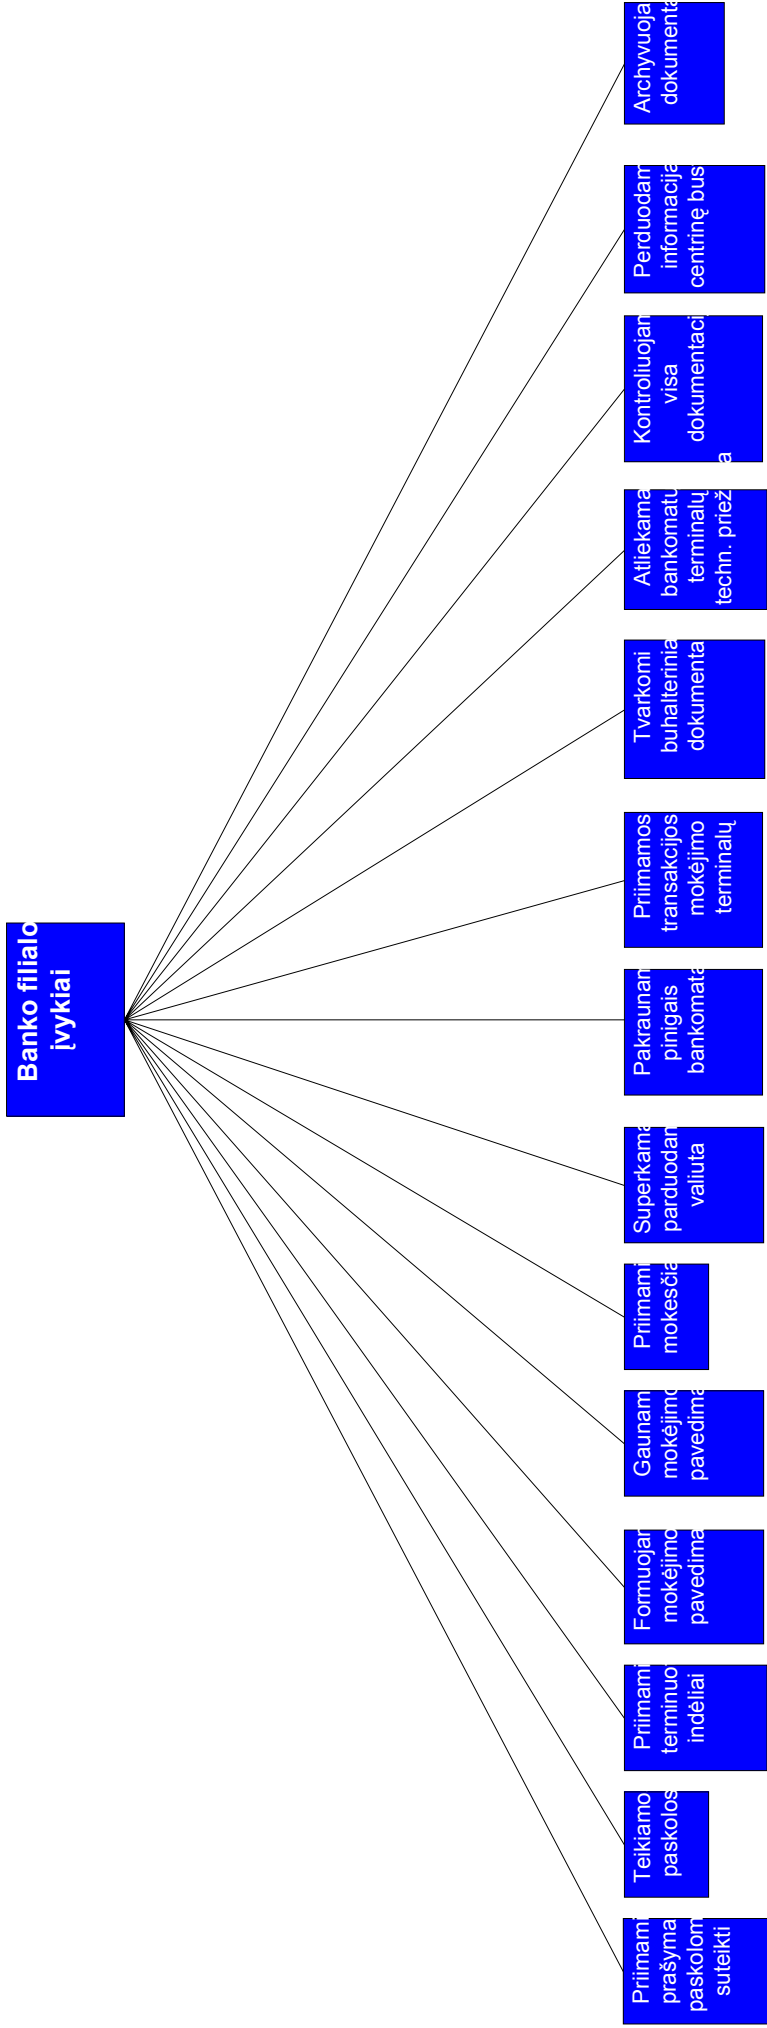 Banko filialo
įvykiai
Priimami
prašyma
paskolom
suteikti
Teikiamo
paskolos
Priimami
terminuo
indėliai
Formuojam
mokėjimo
pavedima
Gaunam
mokėjimo
pavedima
Priimami
mokesčia
Superkama
parduodam
valiuta
Pakraunam
pinigais
bankomata
Priimamos
transakcijos
mokėjimo
terminalų
Tvarkomi
buhalterinia
dokumenta
Atliekama
bankomatų
terminalų
techn. priež a
Kontroliuojam
visa
dokumentaci
Perduodam
informacija
centrinę bus
Archyvuoja
dokumenta